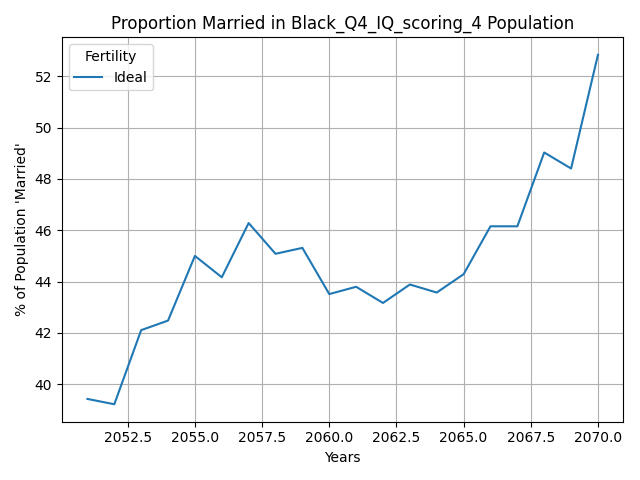 Proportion Married in Black_Q4_IQ_scoring_4 Population
Fertility
Ideal
% of Population 'Married'
52
50
48
46
44
42
40
2052.5 2055.0 2057.5 2060.0 2062.5 2065.0 2067.5 2070.0
Years